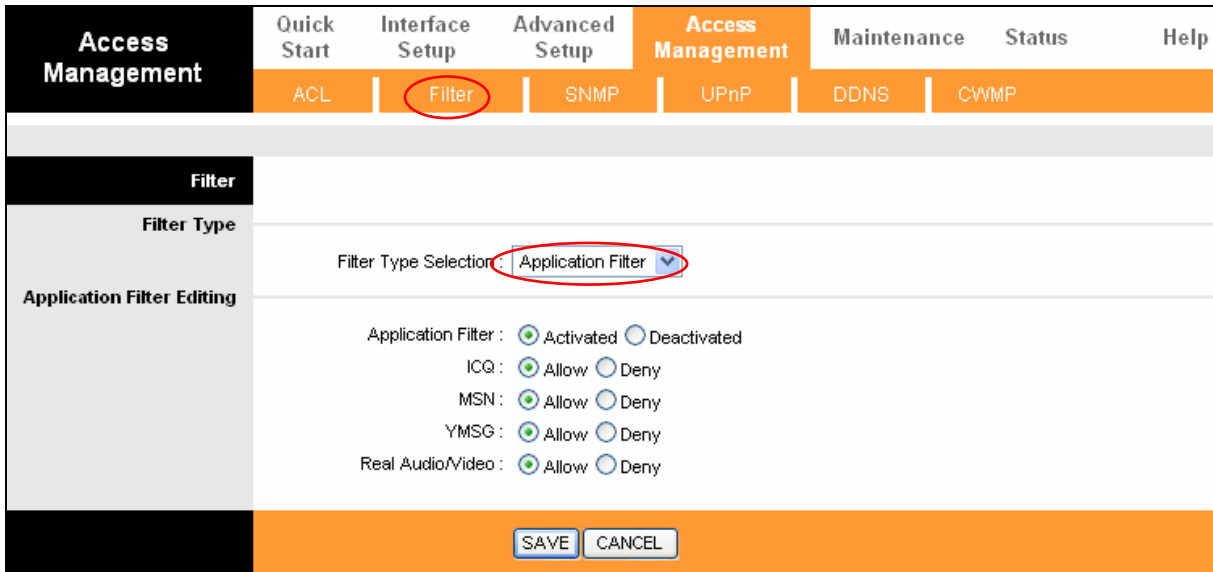 Access Management
Quick Start
Interface Setup
Advanced Setup
Access Management
Maintenance
Status
Help
ACL
Filter
SNMP
UPnP
DDNS
CWMP
Filter
Filter Type
Filter Type Selection : Application Filter
Application Filter Editing
Application Filter : Activated Deactivated
ICQ : Allow Deny
MSN : Allow Deny
YMSG : Allow Deny
Real Audio/Video : Allow Deny
SAVE CANCEL